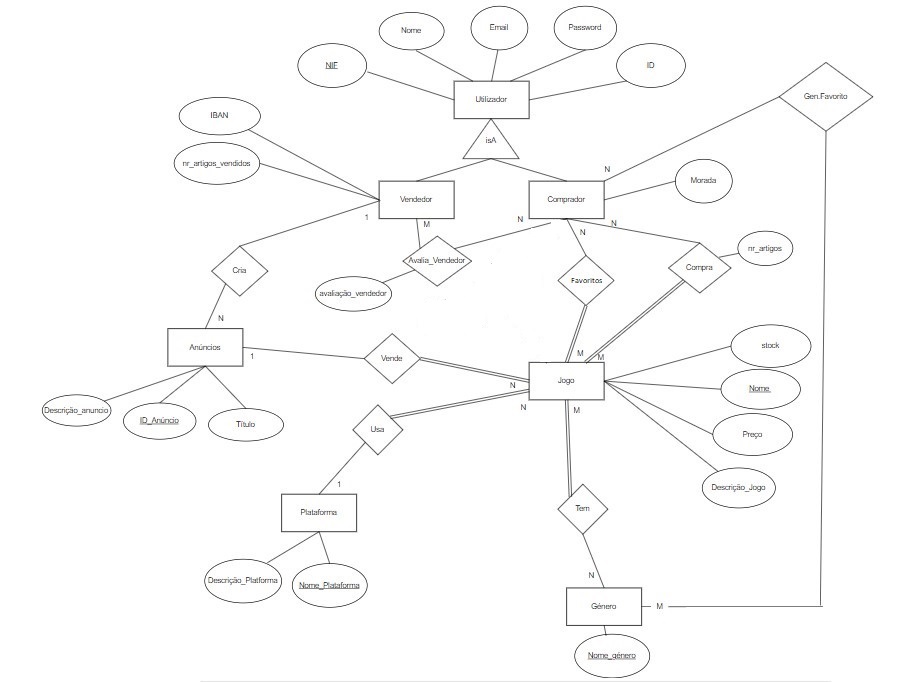 Nome
Email
Password
NIF
ID
Utilizador
Gen.Favorito
IBAN
isA
nr_artigos_vendidos
N
Morada
Vendedor
Comprador
1
M
N
N
N
nr_artigos
Cria
Avalia_Vendedor
Favoritos
Compra
avaliação_vendedor
N
Anúncios
1
Vende
M
M
stock
N
Jogo
Nome
Descrição_anuncio
ID_Anúncio
Título
Usa
N
M
Preço
1
Descrição_Jogo
Plataforma
Tem
Descrição_Platforma
Nome_Plataforma
N
Género
M
Nome_género